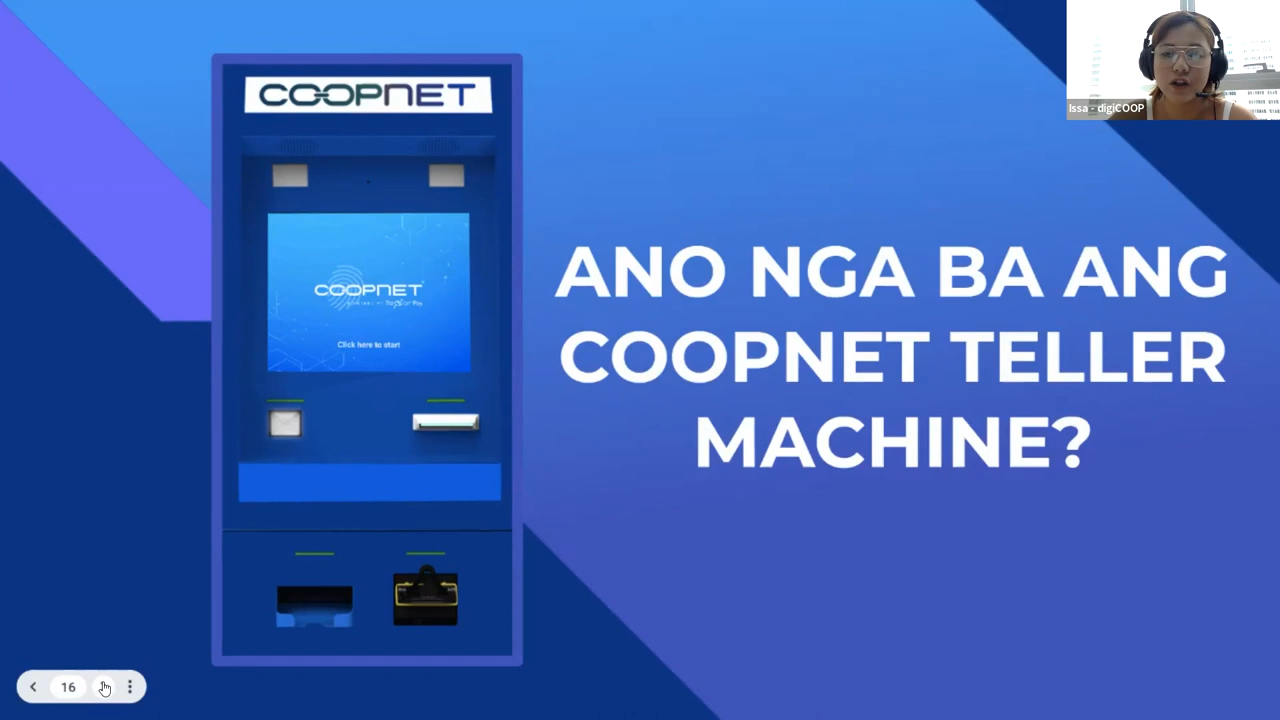 COOPNET
Issa - digiCOOP
COOPNET
Click here to start
ANO NGA BA ANG
COOPNET TELLER
MACHINE?
16